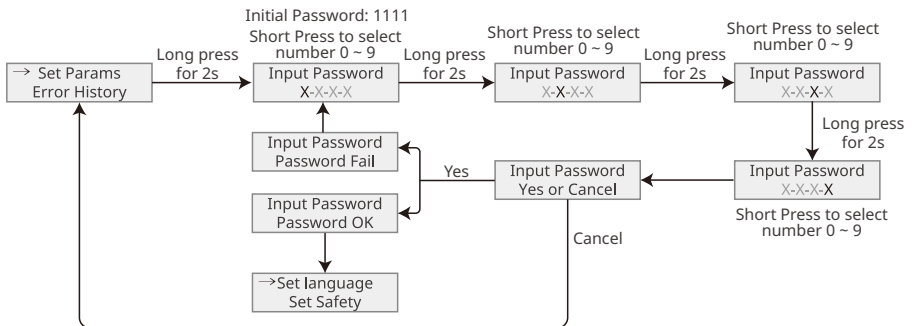 Initial Password: 1111
Short Press to select
number 0 ~ 9
Short Press to select
number 0 ~ 9
Short Press to select
number 0 ~ 9
→ Set Params
Error History
Long press
for 2s
Input Password
X-X-X-X
Long press
for 2s
Input Password
X-X-X-X
Long press
for 2s
Input Password
X-X-X-X
Long press
for 2s
Input Password
Password Fail
Yes
Input Password
Yes or Cancel
Input Password
X-X-X-X
Short Press to select
number 0 ~ 9
Input Password
Password OK
Cancel
→Set language
Set Safety